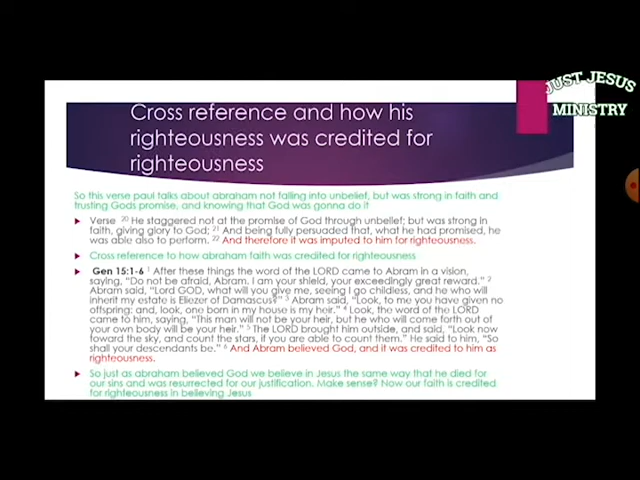 JUST JESUS
MINISTRY
Cross reference and how his
righteousness was credited for
righteousness
So this verse paul talks about abraham not falling into unbelief, but was strong in faith and
trusting Gods promise, and knowing that God was gonna do it
Verse 20 He staggered not at the promise of God through unbelief; but was strong in
faith, giving glory to God; 21 And being fully persuaded that, what he had promised, he
was able also to perform. 22 And therefore it was imputed to him for righteousness.
Cross reference to how abraham faith was credited for righteousness
Gen 15:1-6 1 After these things the word of the LORD came to Abram in a vision,
saying, "Do not be afraid, Abram. I am your shield, your exceedingly great reward." 2
Abram said, "Lord GOD, what will you give me, seeing I go childless, and he who will
inherit my estate is Eliezer of Damascus?" 3 Abram said, "Look, to me you have given no
offspring: and, look, one born in my house is my heir." 4 Look, the word of the LORD
came to him, saying, "This man will not be your heir, but he who will come forth out of
your own body will be your heir." 5 The LORD brought him outside, and said, "Look now
toward the sky, and count the stars, if you are able to count them." He said to him, "So
shall your descendants be." 6 And Abram believed God, and it was credited to him as
righteousness.
So just as abraham believed God we believe in Jesus the same way that he died for
our sins and was resurrected for our justification. Make sense? Now our faith is credited
for righteousness in believing Jesus